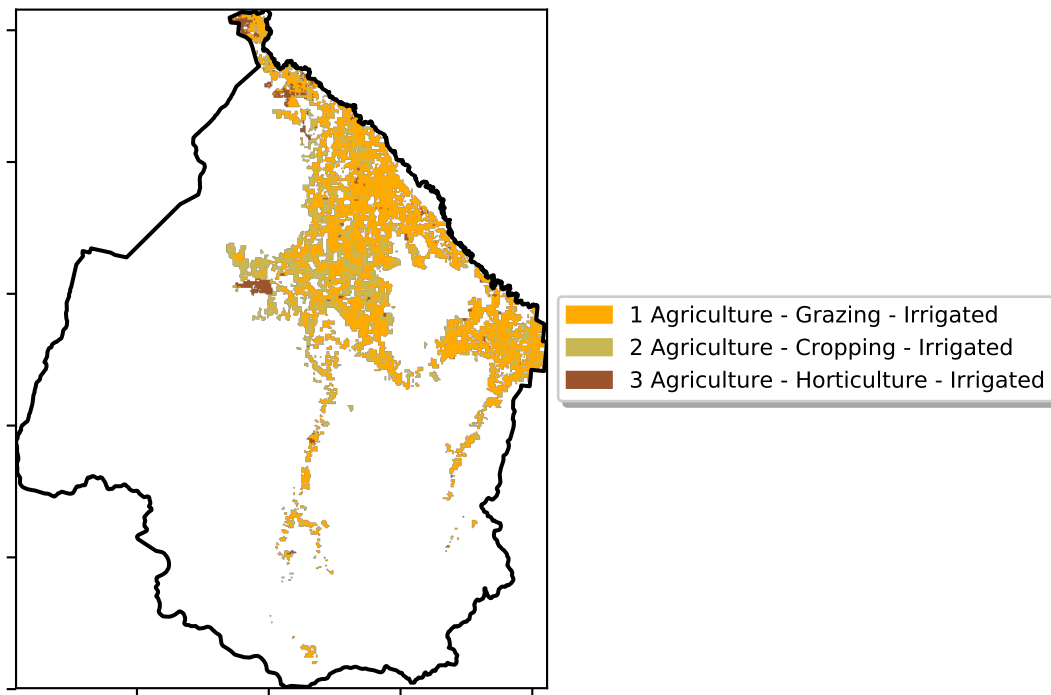 1 Agriculture - Grazing - Irrigated
2 Agriculture - Cropping - Irrigated
3 Agriculture - Horticulture - Irrigated